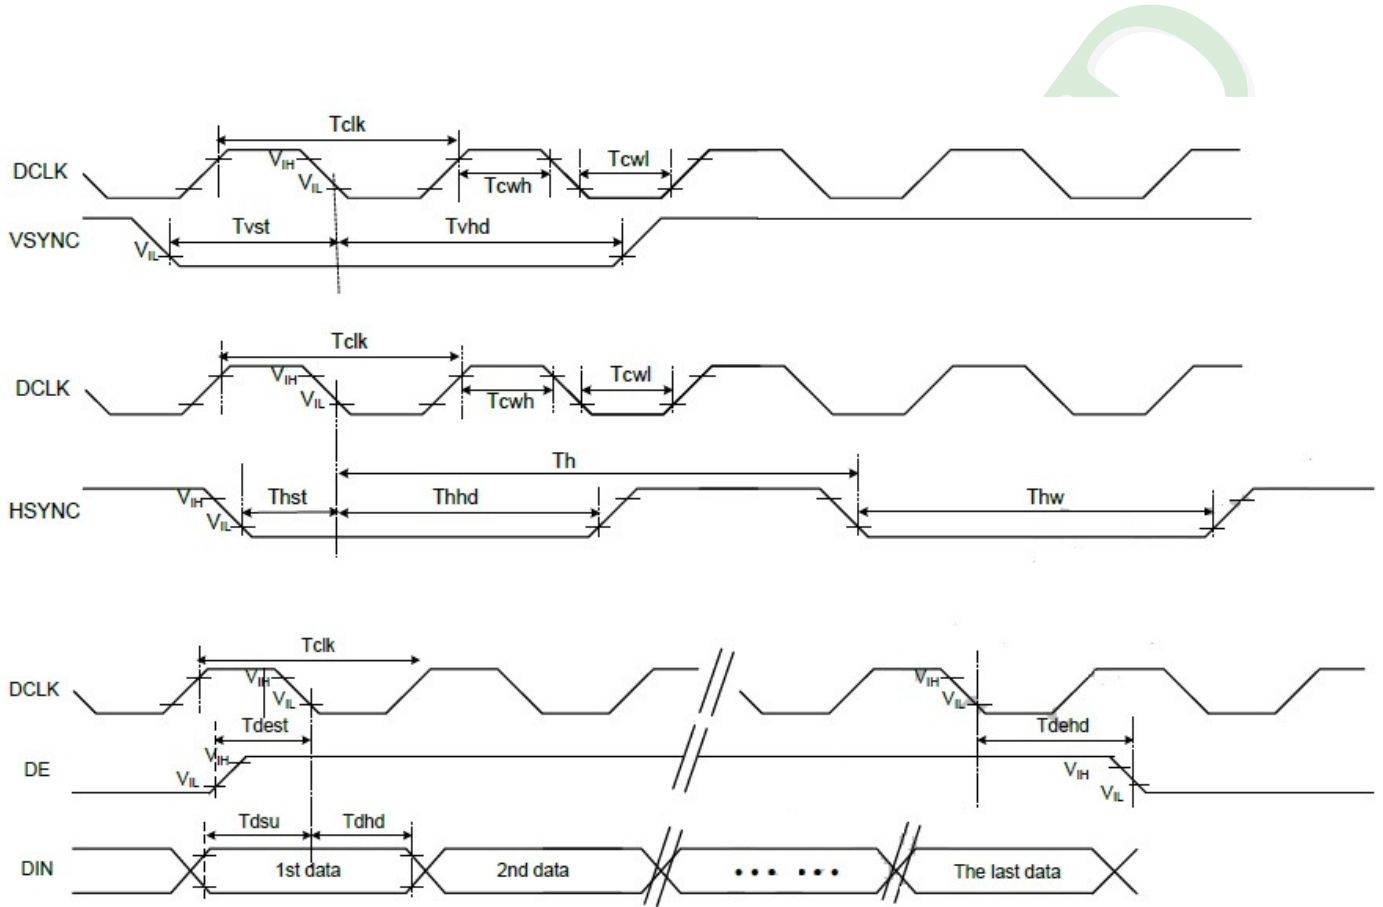 Tclk
DCLK VIH VIL Tcwh Tcwl
VSYNC VIL Tvst Tvhd
Tclk
DCLK VIH VIL Tcwh Tcwl
Th
HSYNC VIH VIL Thst Thhd Thw
Tclk
DCLK VIH VIL VIH VIL
Tdest Tdehd
DE VIL VIH VIH VIL
Tdsu Tdhd
DIN 1st data 2nd data ••• ••• The last data